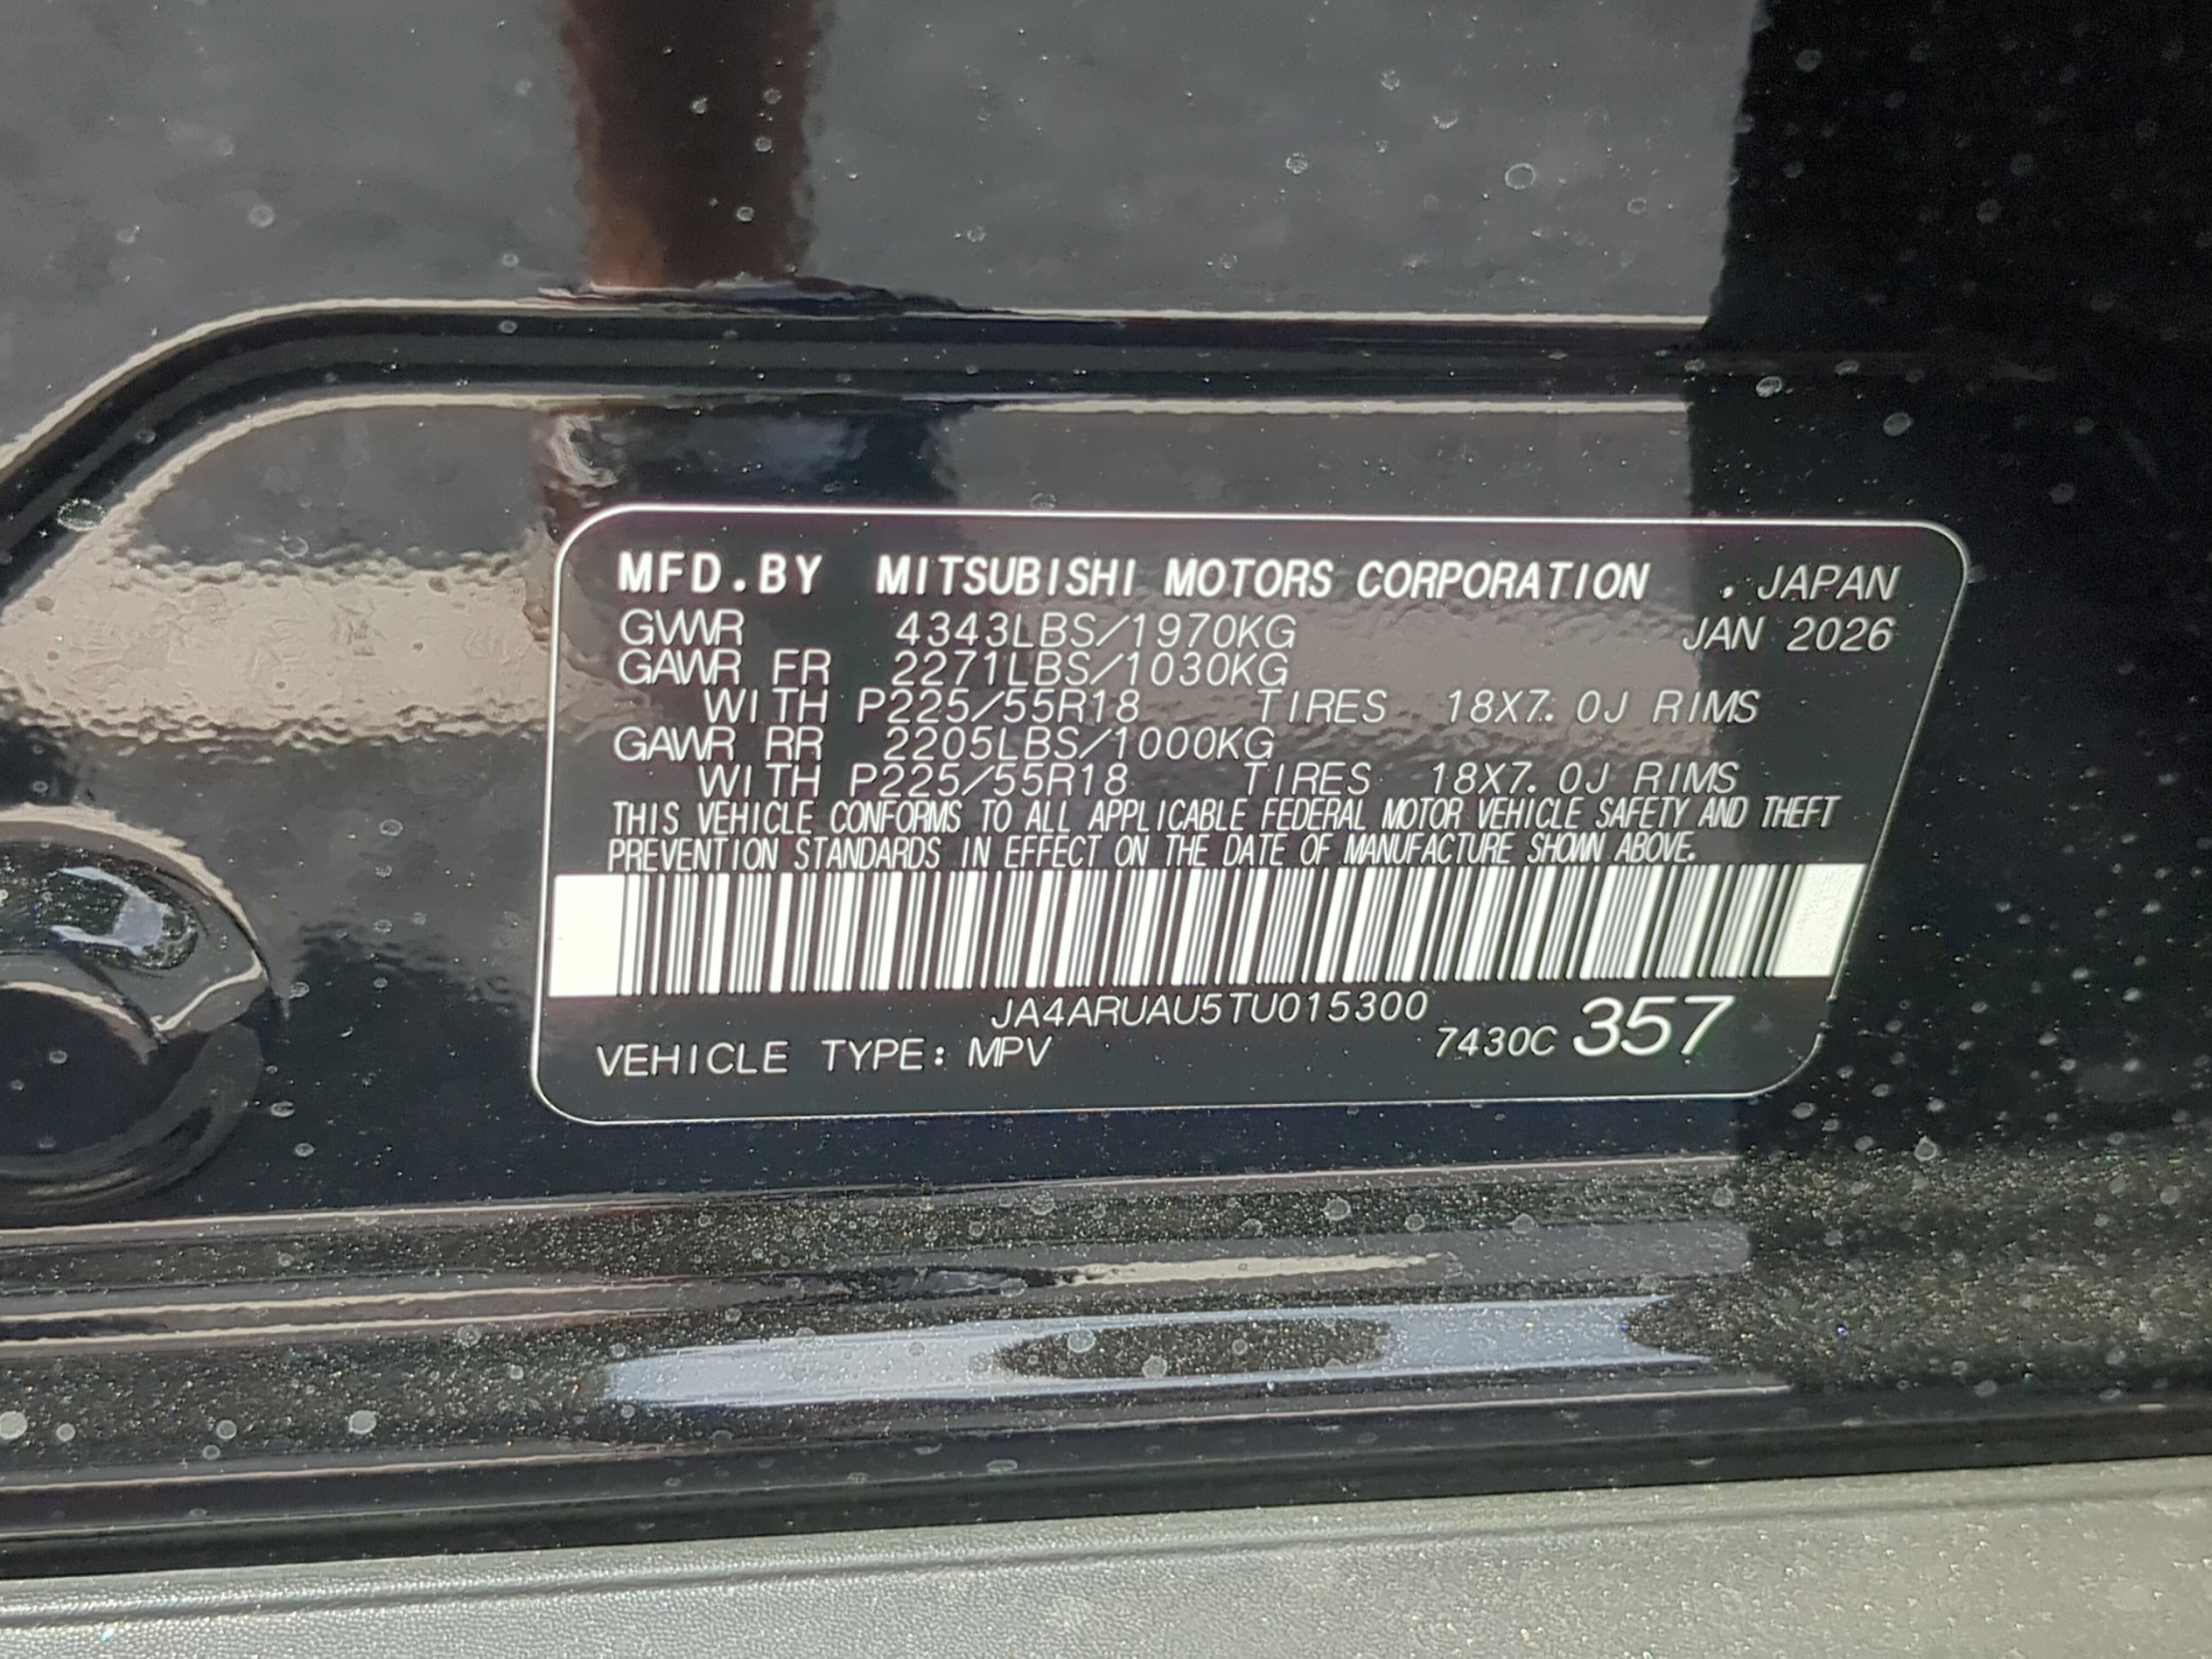 MFD.BY MITSUBISHI MOTORS CORPORATION . JAPAN
GVWR 4343LBS/1970KG JAN 2026
GAWR FR 2271LBS/1030KG
WITH P225/55R18 TIRES 18X7.0J RIMS
GAWR RR 2205LBS/1000KG
WITH P225/55R18 TIRES 18X7.0J RIMS
THIS VEHICLE CONFORMS TO ALL APPLICABLE FEDERAL MOTOR VEHICLE SAFETY AND THEFT
PREVENTION STANDARDS IN EFFECT ON THE DATE OF MANUFACTURE SHOWN ABOVE.
JA4ARUAU5TU015300
VEHICLE TYPE: MPV 7430C 357